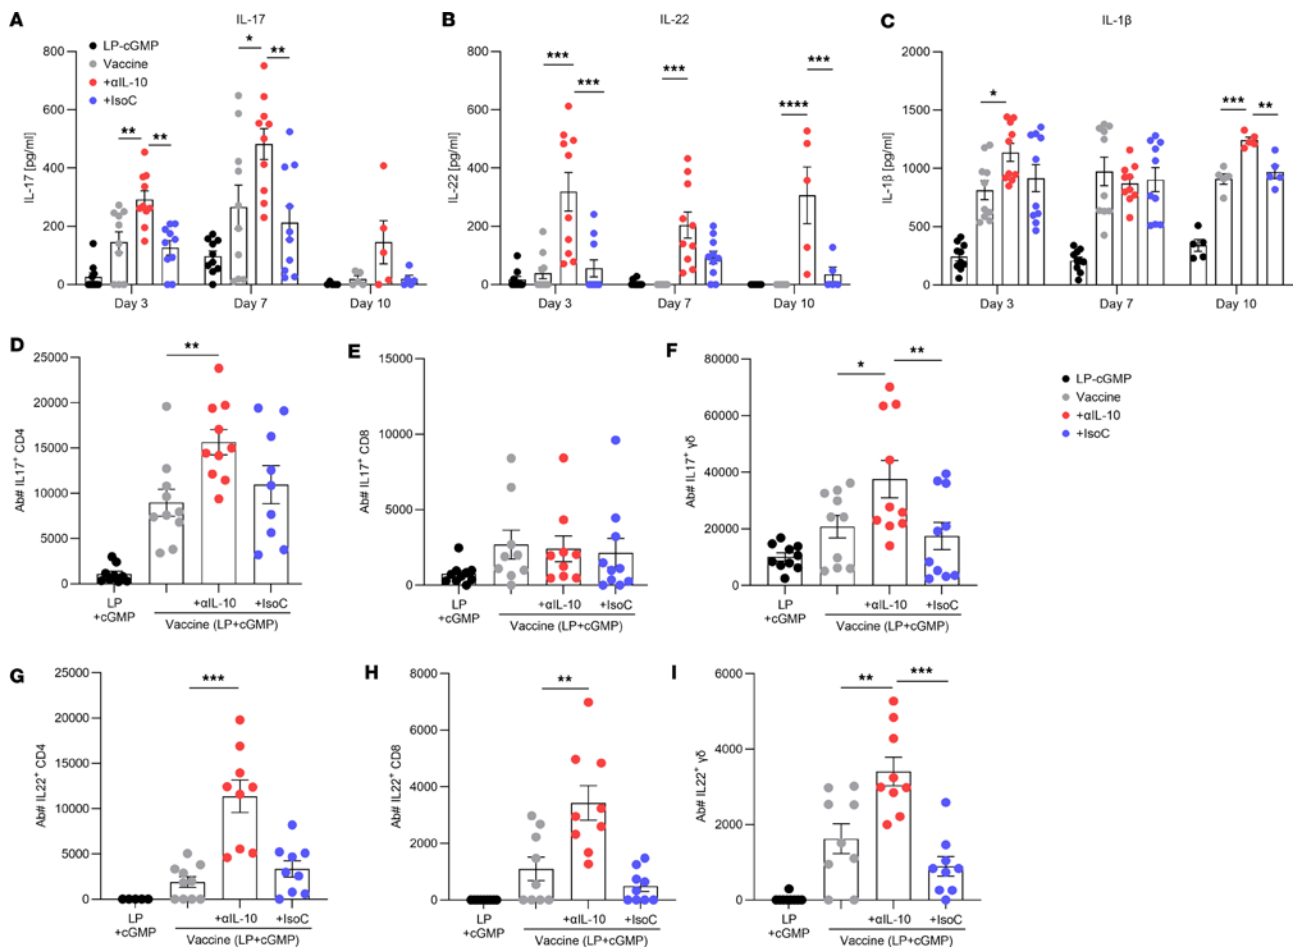 A
IL-17
LP-cGMP
Vaccine
+αIL-10
+IsoC
IL-17 [pg/ml]
800
600
400
200
0
*
**
**
**
Day 3
Day 7
Day 10
B
IL-22
IL-22 [pg/ml]
800
600
400
200
0
***
***
***
***
****
Day 3
Day 7
Day 10
C
IL-1β
IL-1β [pg/ml]
2000
1500
1000
500
0
*
***
**
Day 3
Day 7
Day 10
D
Ab# IL17+ CD4
25000
20000
15000
10000
5000
0
**
LP
+cGMP
+αIL-10
+IsoC
Vaccine (LP+cGMP)
E
Ab# IL17+ CD8
15000
10000
5000
0
LP
+cGMP
+αIL-10
+IsoC
Vaccine (LP+cGMP)
F
Ab# IL17+ γδ
80000
60000
40000
20000
0
*
**
LP
+cGMP
+αIL-10
+IsoC
Vaccine (LP+cGMP)
LP-cGMP
Vaccine
+αIL-10
+IsoC
G
Ab# IL22+ CD4
25000
20000
15000
10000
5000
0
***
LP
+cGMP
+αIL-10
+IsoC
Vaccine (LP+cGMP)
H
Ab# IL22+ CD8
8000
6000
4000
2000
0
**
LP
+cGMP
+αIL-10
+IsoC
Vaccine (LP+cGMP)
I
Ab# IL22+ γδ
6000
4000
2000
0
**
***
LP
+cGMP
+αIL-10
+IsoC
Vaccine (LP+cGMP)